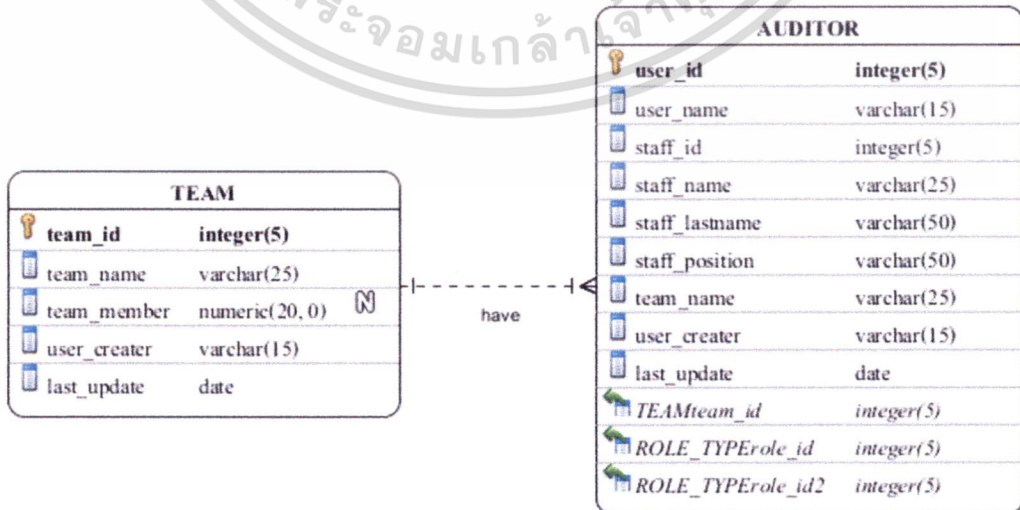 TEAM
team_id integer(5)
team_name varchar(25)
team_member numeric(20, 0) N
user_creater varchar(15)
last_update date
have
AUDITOR
user_id integer(5)
user_name varchar(15)
staff_id integer(5)
staff_name varchar(25)
staff_lastname varchar(50)
staff_position varchar(50)
team_name varchar(25)
user_creater varchar(15)
last_update date
TEAMteam_id integer(5)
ROLE_TYPErole_id integer(5)
ROLE_TYPErole_id2 integer(5)